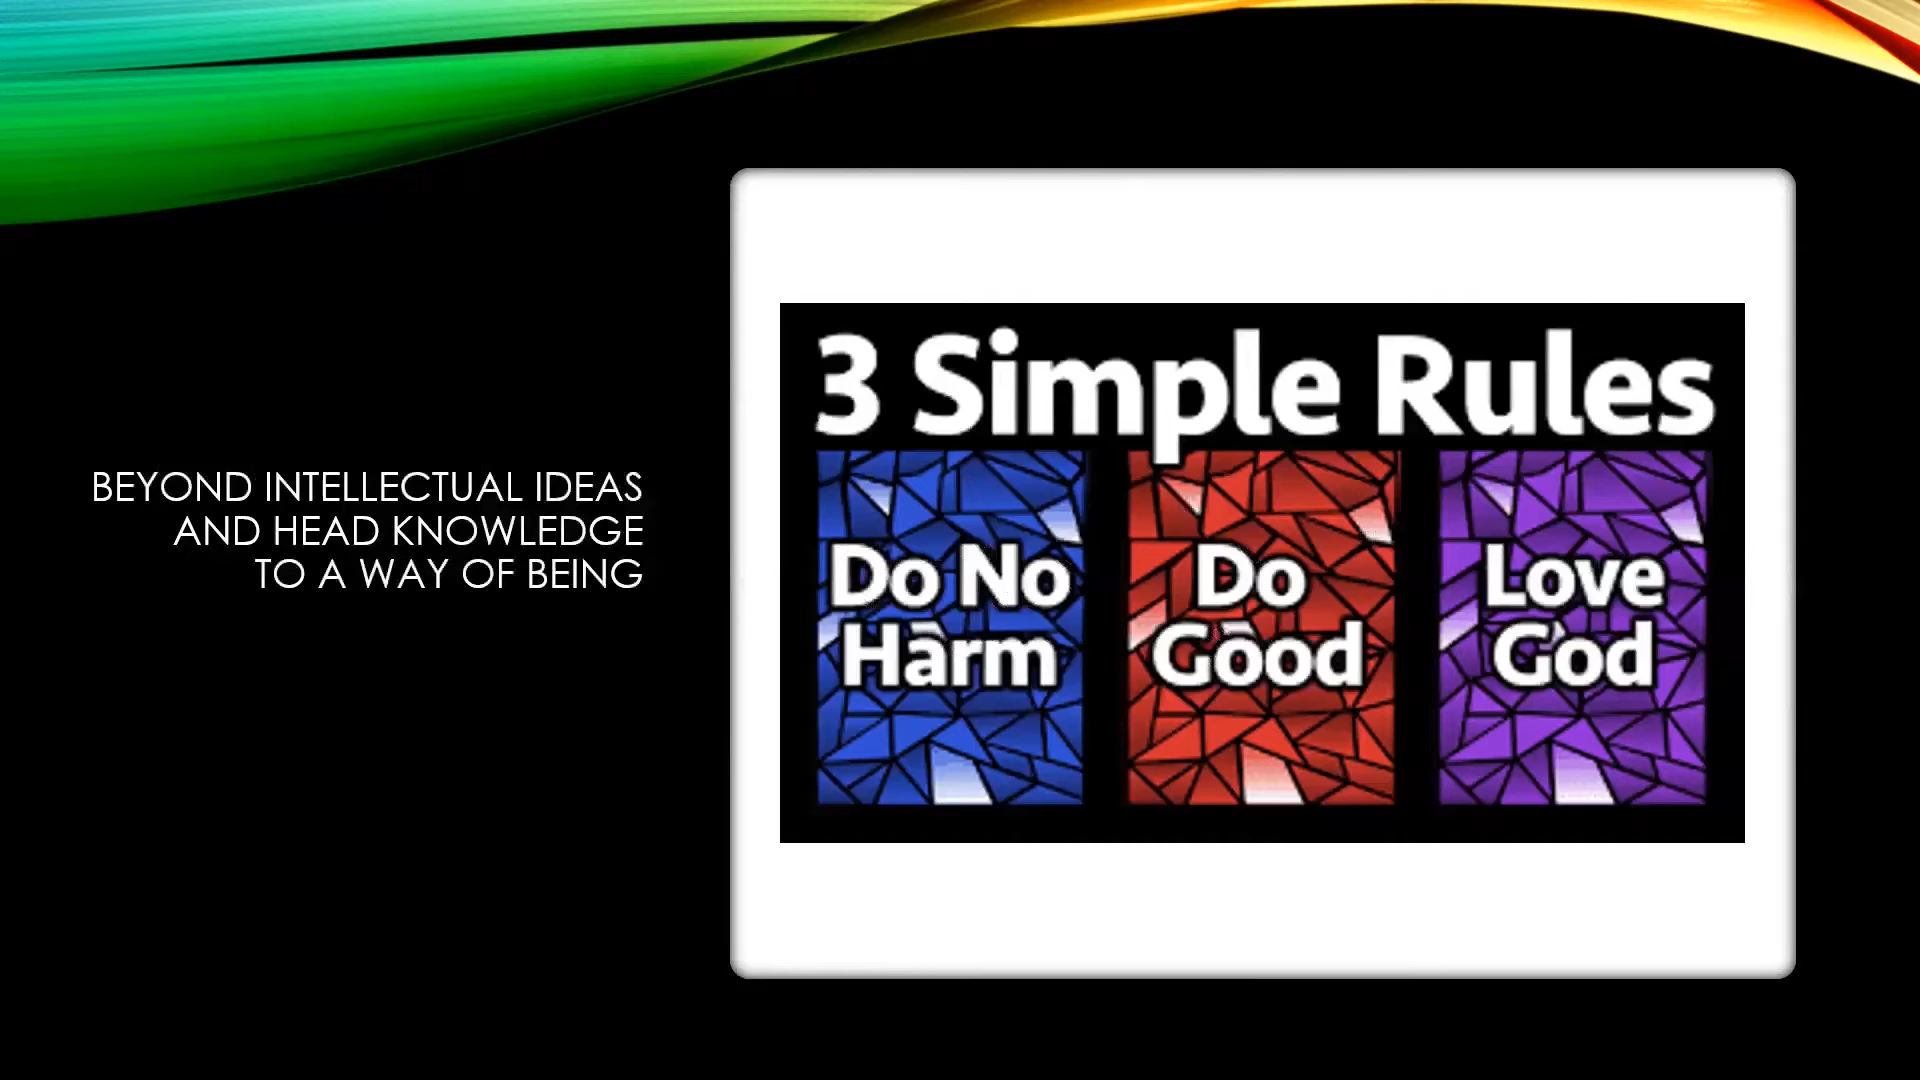 BEYOND INTELLECTUAL IDEAS
AND HEAD KNOWLEDGE
TO A WAY OF BEING
3 Simple Rules
Do No
Harm
Do
Good
Love
God